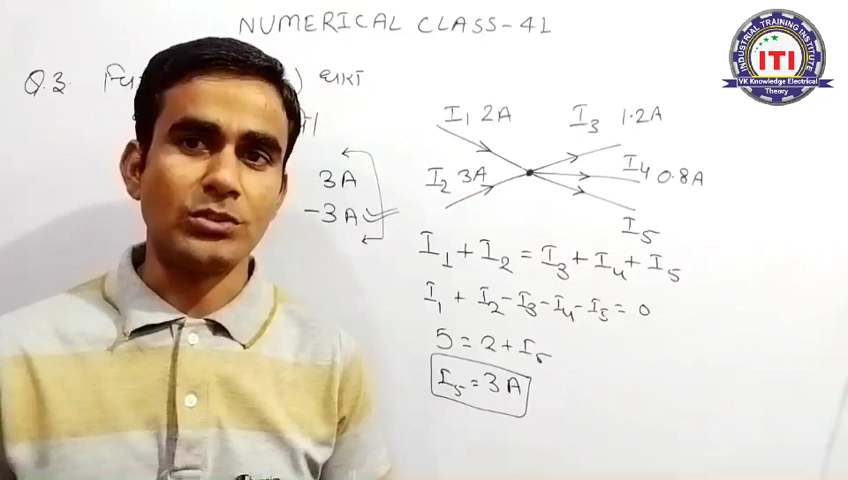 NUMERICAL CLASS-41
INDUSTRIAL TRAINING INSTITUTE
ITI
VK Knowledge Electrical
Theory
Q.3. ) धारा
I₁ 2A I₃ 1.2A
I₂ 3A I₄ 0.8A
I₅
3A
-3A
I₁ + I₂ = I₃ + I₄ + I₅
I₁ + I₂ - I₃ - I₄ - I₅ = 0
5 = 2 + I₅
I₅ = 3A